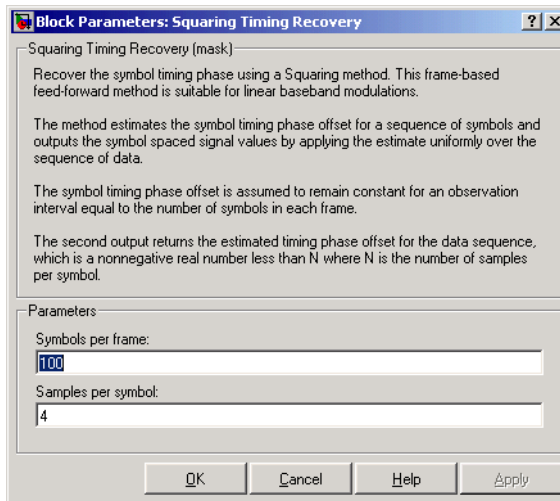 Block Parameters: Squaring Timing Recovery
Squaring Timing Recovery (mask)
Recover the symbol timing phase using a Squaring method. This frame-based
feed-forward method is suitable for linear baseband modulations.
The method estimates the symbol timing phase offset for a sequence of symbols and
outputs the symbol spaced signal values by applying the estimate uniformly over the
sequence of data.
The symbol timing phase offset is assumed to remain constant for an observation
interval equal to the number of symbols in each frame.
The second output returns the estimated timing phase offset for the data sequence,
which is a nonnegative real number less than N where N is the number of samples
per symbol.
Parameters
Symbols per frame:
100
Samples per symbol:
4
OK Cancel Help Apply